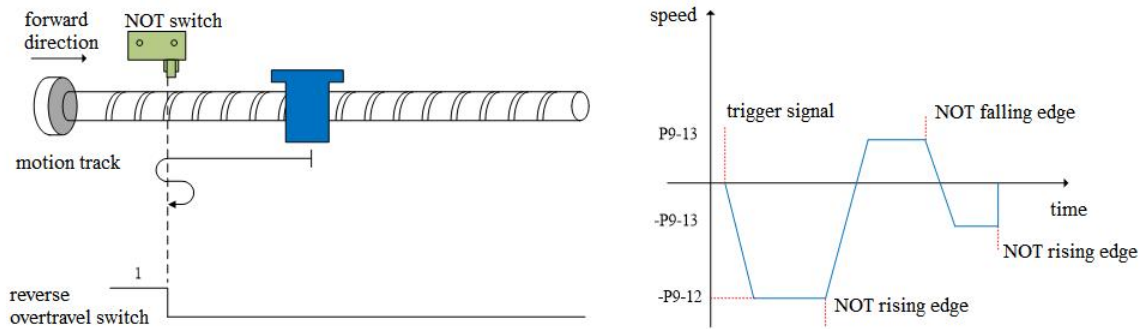 forward
direction
NOT switch
motion track
1
reverse
overtravel switch
speed
trigger signal
NOT falling edge
P9-13
time
-P9-13
NOT rising edge
-P9-12
NOT rising edge